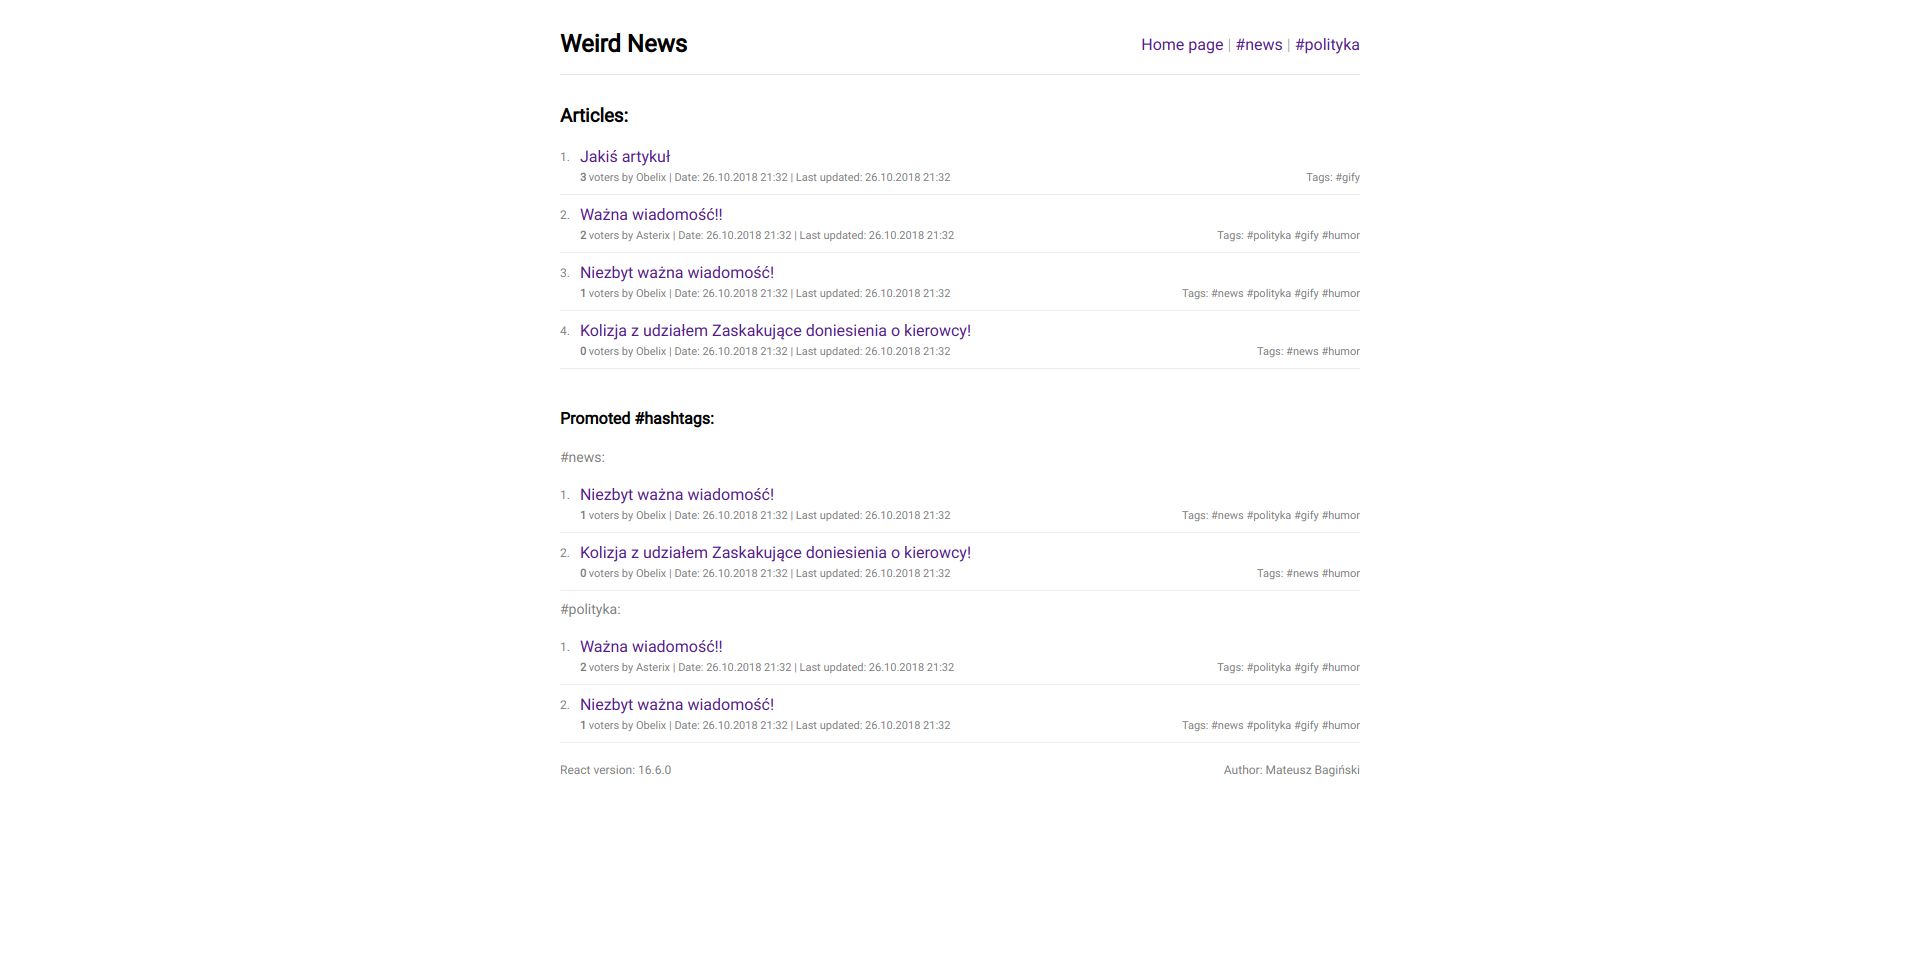 Weird News
Home page | #news | #polityka
Articles:
1. Jakiś artykuł
3 voters by Obelix | Date: 26.10.2018 21:32 | Last updated: 26.10.2018 21:32 Tags: #gify
2. Ważna wiadomość!!
2 voters by Asterix | Date: 26.10.2018 21:32 | Last updated: 26.10.2018 21:32 Tags: #polityka #gify #humor
3. Niezbyt ważna wiadomość!
1 voters by Obelix | Date: 26.10.2018 21:32 | Last updated: 26.10.2018 21:32 Tags: #news #polityka #gify #humor
4. Kolizja z udziałem Zaskakujące doniesienia o kierowcy!
0 voters by Obelix | Date: 26.10.2018 21:32 | Last updated: 26.10.2018 21:32 Tags: #news #humor
Promoted #hashtags:
#news:
1. Niezbyt ważna wiadomość!
1 voters by Obelix | Date: 26.10.2018 21:32 | Last updated: 26.10.2018 21:32 Tags: #news #polityka #gify #humor
2. Kolizja z udziałem Zaskakujące doniesienia o kierowcy!
0 voters by Obelix | Date: 26.10.2018 21:32 | Last updated: 26.10.2018 21:32 Tags: #news #humor
#polityka:
1. Ważna wiadomość!!
2 voters by Asterix | Date: 26.10.2018 21:32 | Last updated: 26.10.2018 21:32 Tags: #polityka #gify #humor
2. Niezbyt ważna wiadomość!
1 voters by Obelix | Date: 26.10.2018 21:32 | Last updated: 26.10.2018 21:32 Tags: #news #polityka #gify #humor
React version: 16.6.0 Author: Mateusz Bagiński